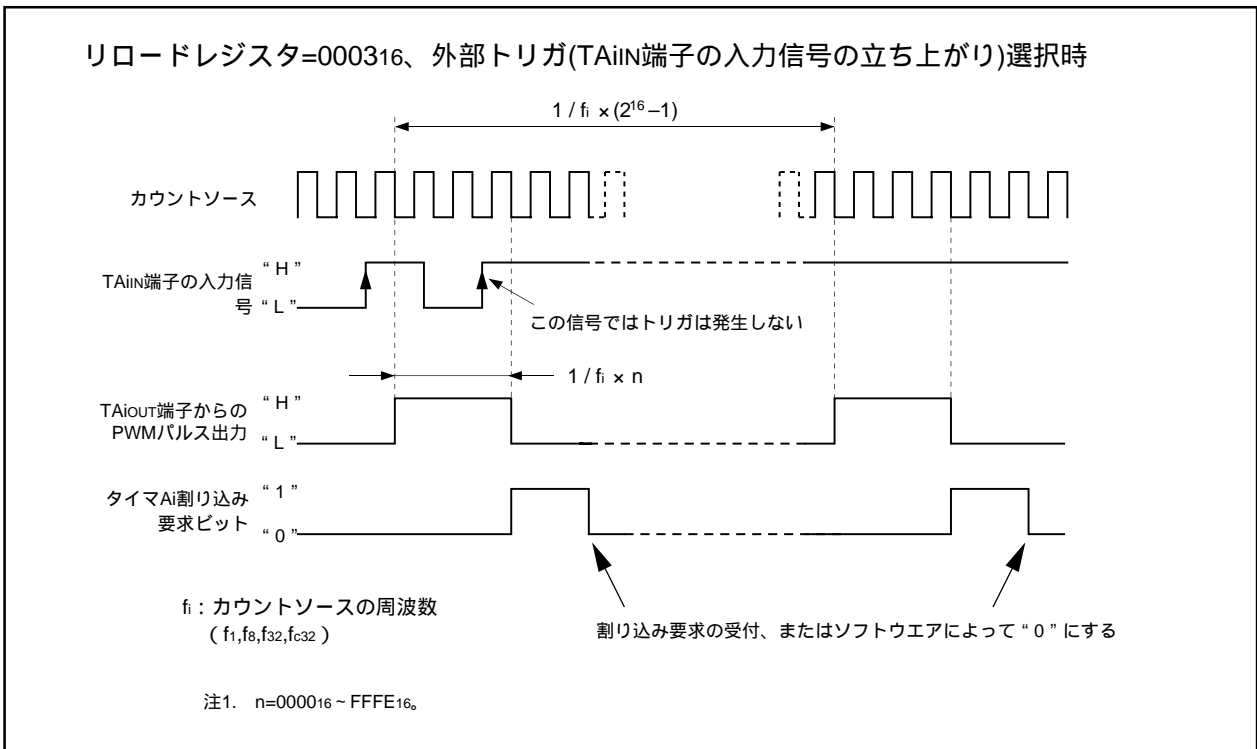 リロードレジスタ=000316、外部トリガ(TAiIN端子の入力信号の立ち上がり)選択時
1 / fi ×(2^16–1)
カウントソース
TAiIN端子の入力信
号
“ H ”
“ L ”
この信号ではトリガは発生しない
1 / fi × n
TAiOUT端子からの
PWMパルス出力
“ H ”
“ L ”
タイマAi割り込み
要求ビット
“ 1 ”
“ 0 ”
fi : カウントソースの周波数
( f1,f8,f32,fc32 )
割り込み要求の受付、またはソフトウエアによって “ 0 ” にする
注1. n=000016 ~ FFFE16。